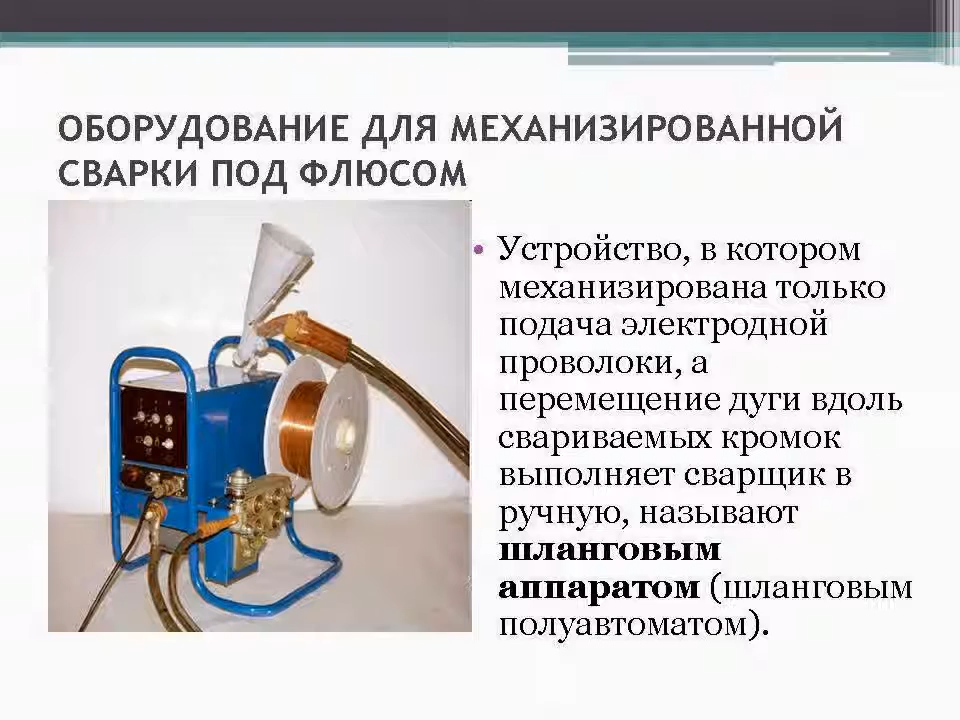 ОБОРУДОВАНИЕ ДЛЯ МЕХАНИЗИРОВАННОЙ
СВАРКИ ПОД ФЛЮСОМ
• Устройство, в котором
механизирована только
подача электродной
проволоки, а
перемещение дуги вдоль
свариваемых кромок
выполняет сварщик в
ручную, называют
шланговым
аппаратом (шланговым
полуавтоматом).